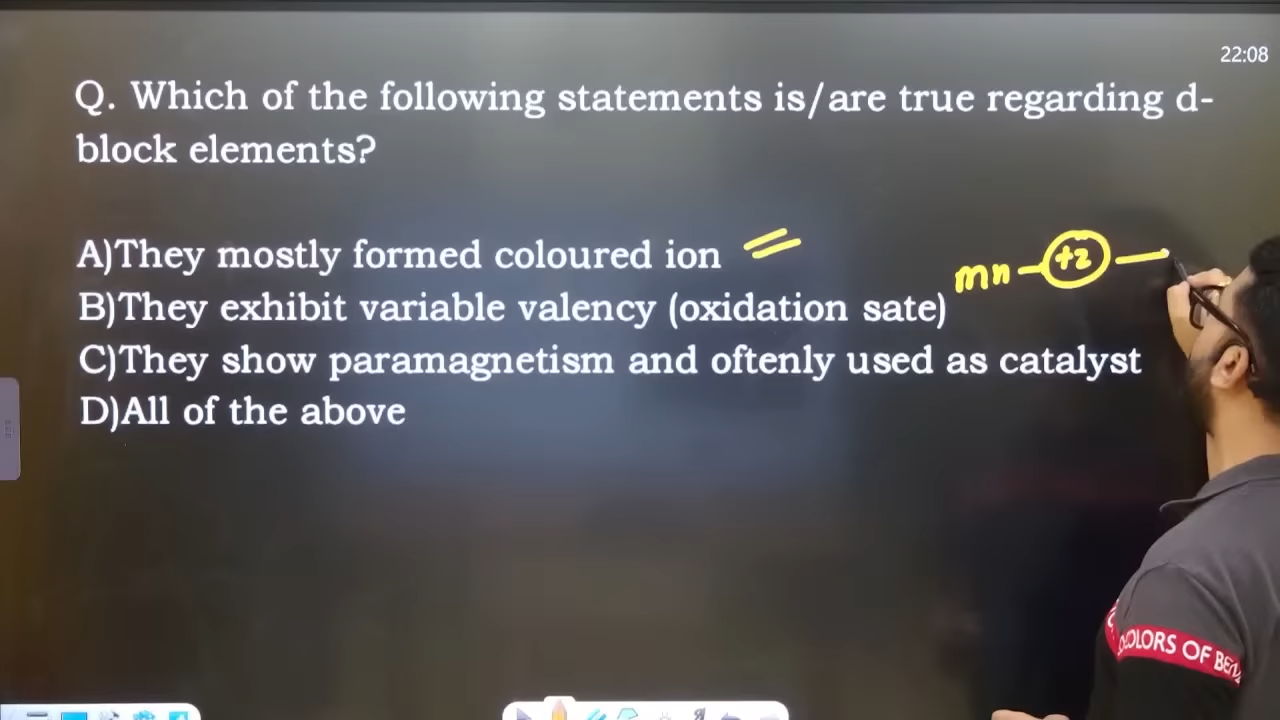 22:08
Q. Which of the following statements is/are true regarding d-
block elements?
A)They mostly formed coloured ion
mn - +2 -
B)They exhibit variable valency (oxidation sate)
C)They show paramagnetism and oftenly used as catalyst
D)All of the above
COLORS OF BEN